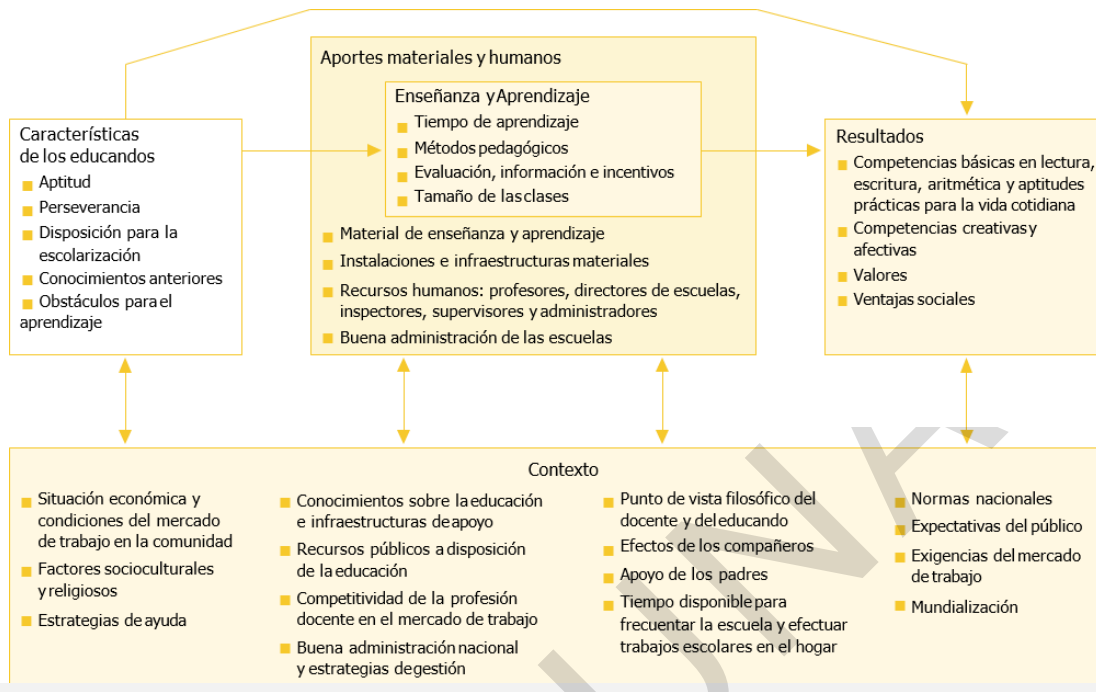 Aportes materiales y humanos
Enseñanza y Aprendizaje
Tiempo de aprendizaje
Métodos pedagógicos
Evaluación, información e incentivos
Tamaño de las clases
Material de enseñanza y aprendizaje
Instalaciones e infraestructuras materiales
Recursos humanos: profesores, directores de escuelas,
inspectores, supervisores y administradores
Buena administración de las escuelas
Características
de los educandos
Aptitud
Perseverancia
Disposición para la
escolarización
Conocimientos anteriores
Obstáculos para el
aprendizaje
Resultados
Competencias básicas en lectura,
escritura, aritmética y aptitudes
prácticas para la vida cotidiana
Competencias creativas y
afectivas
Valores
Ventajas sociales
Contexto
Situación económica y
condiciones del mercado
de trabajo en la comunidad
Factores socioculturales
y religiosos
Estrategias de ayuda
Conocimientos sobre la educación
e infraestructuras de apoyo
Recursos públicos a disposición
de la educación
Competitividad de la profesión
docente en el mercado de trabajo
Buena administración nacional
y estrategias de gestión
Punto de vista filosófico del
docente y del educando
Efectos de los compañeros
Apoyo de los padres
Tiempo disponible para
frecuentar la escuela y efectuar
trabajos escolares en el hogar
Normas nacionales
Expectativas del público
Exigencias del mercado
de trabajo
Mundialización